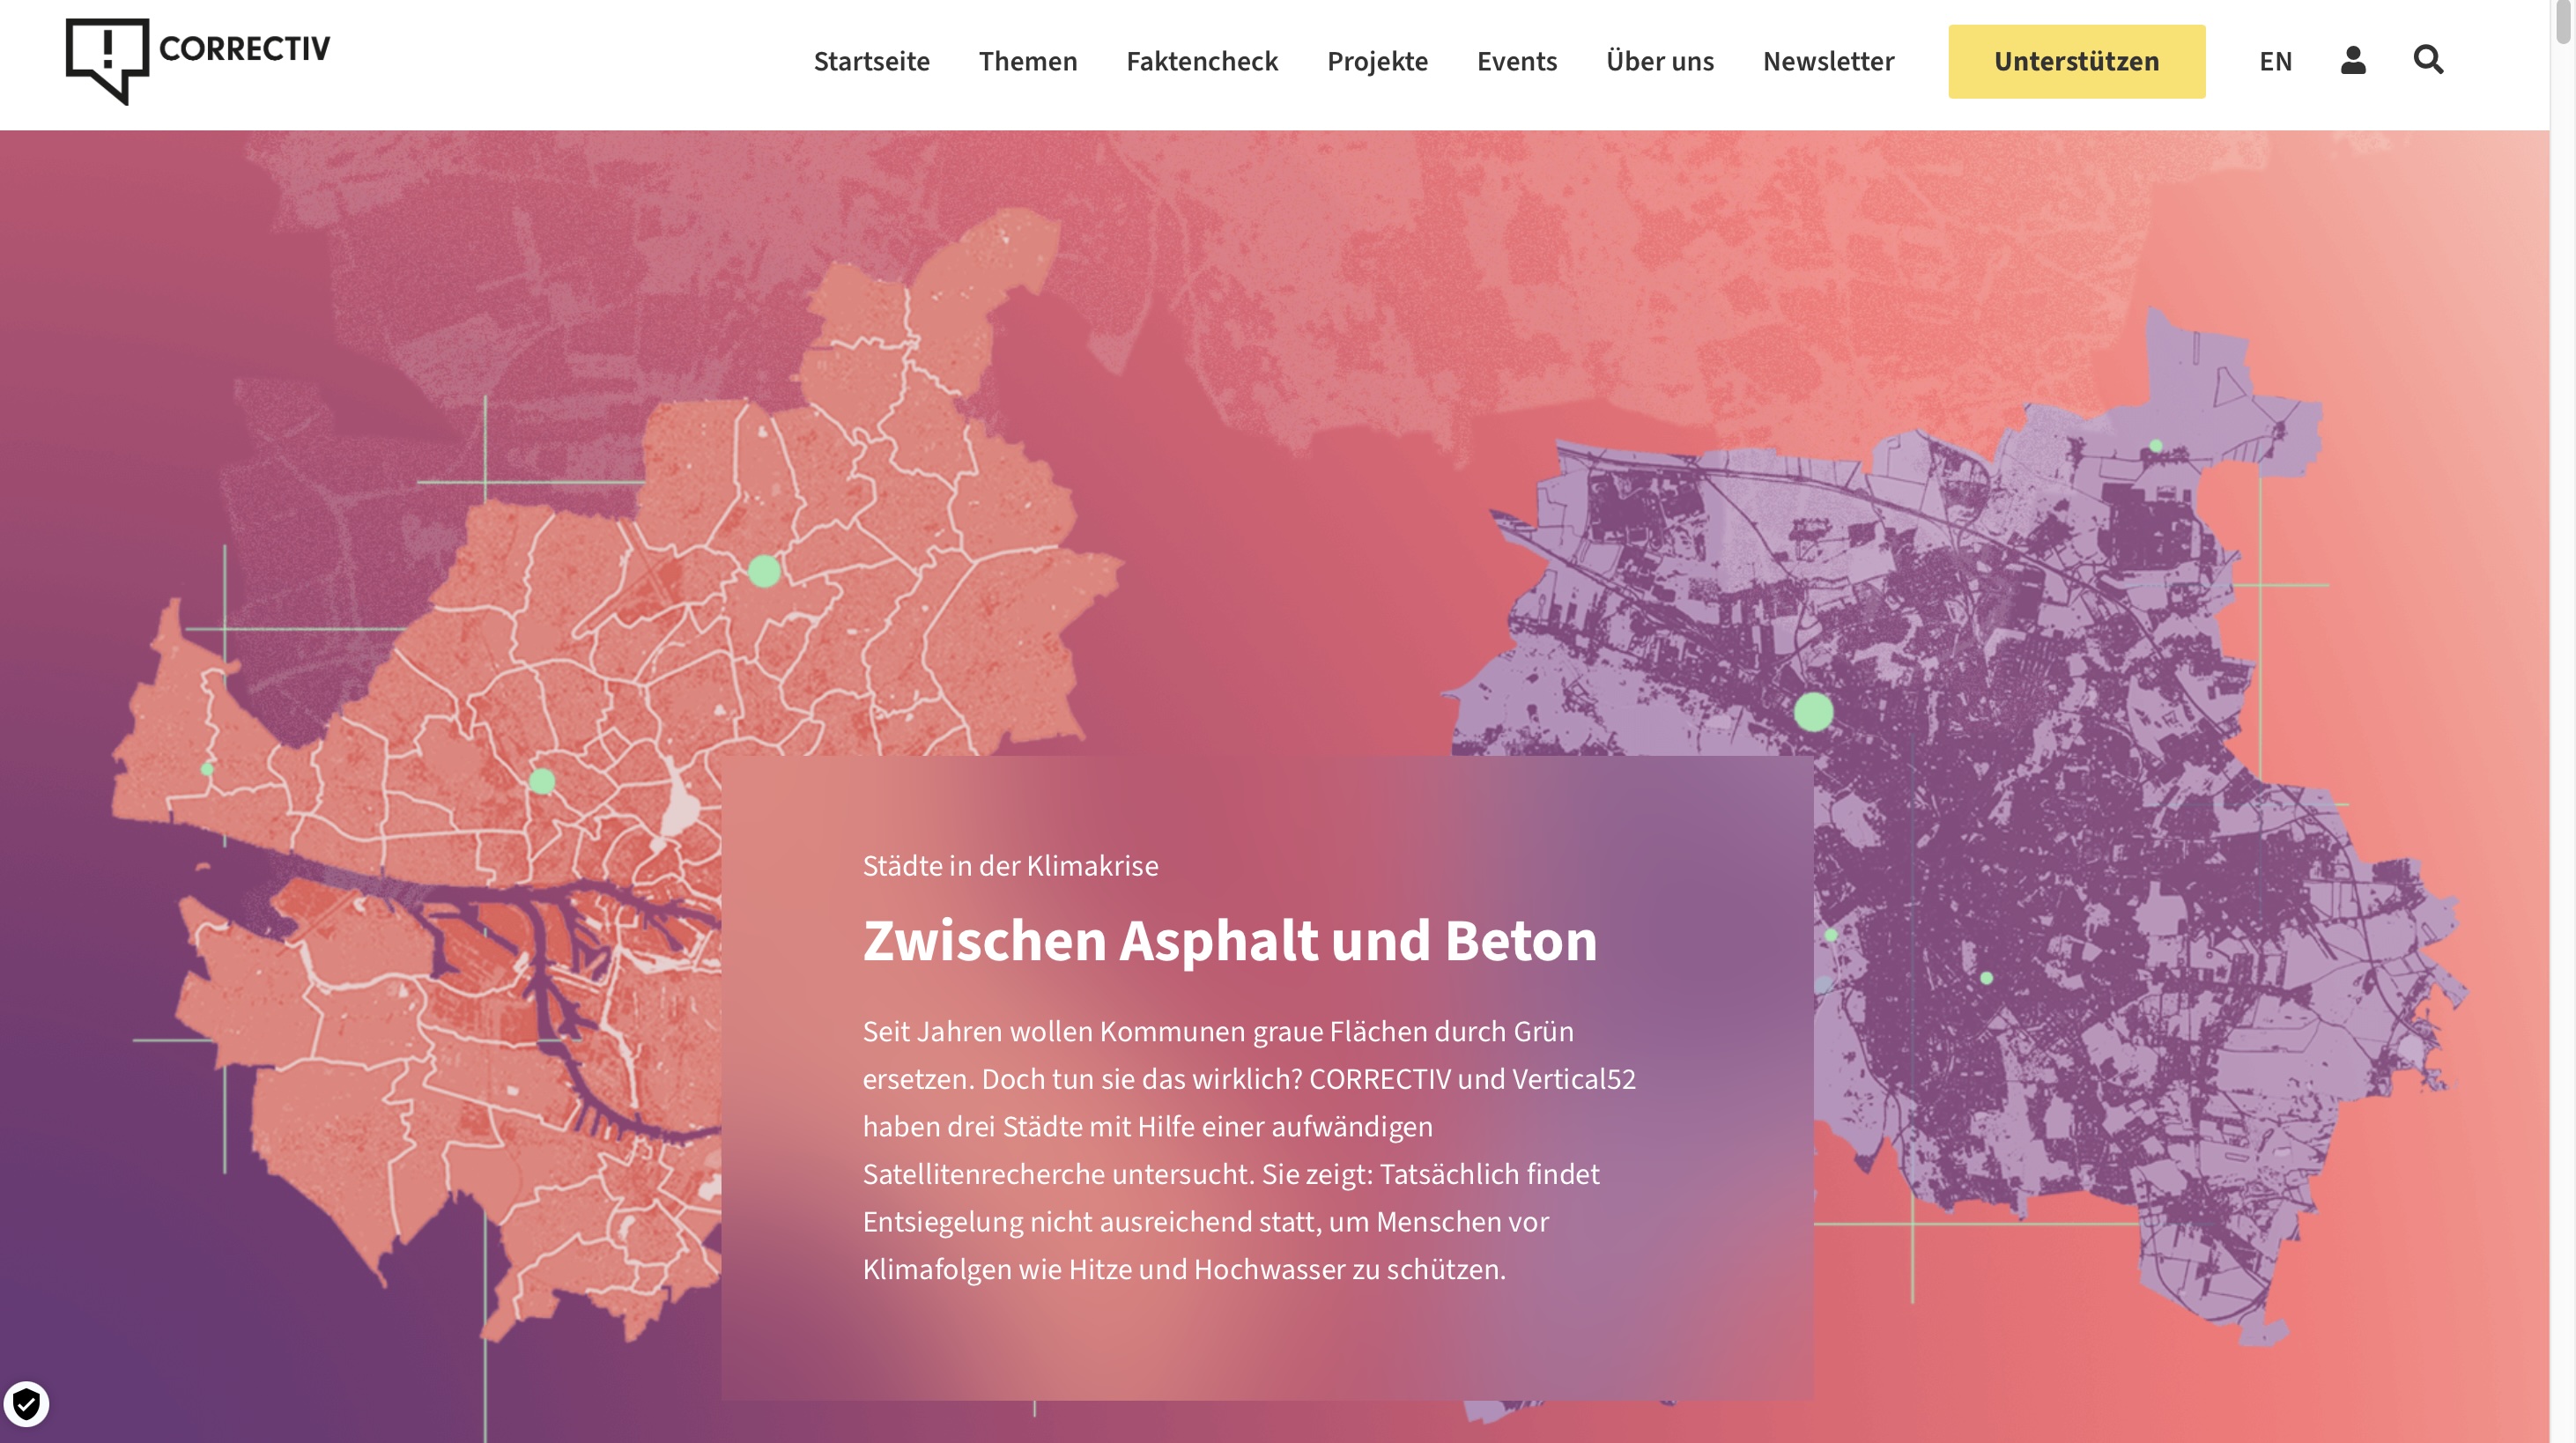 CORRECTIV
Startseite Themen Faktencheck Projekte Events Über uns Newsletter Unterstützen EN
Städte in der Klimakrise
Zwischen Asphalt und Beton
Seit Jahren wollen Kommunen graue Flächen durch Grün
ersetzen. Doch tun sie das wirklich? CORRECTIV und Vertical52
haben drei Städte mit Hilfe einer aufwändigen
Satellitenrecherche untersucht. Sie zeigt: Tatsächlich findet
Entsiegelung nicht ausreichend statt, um Menschen vor
Klimafolgen wie Hitze und Hochwasser zu schützen.